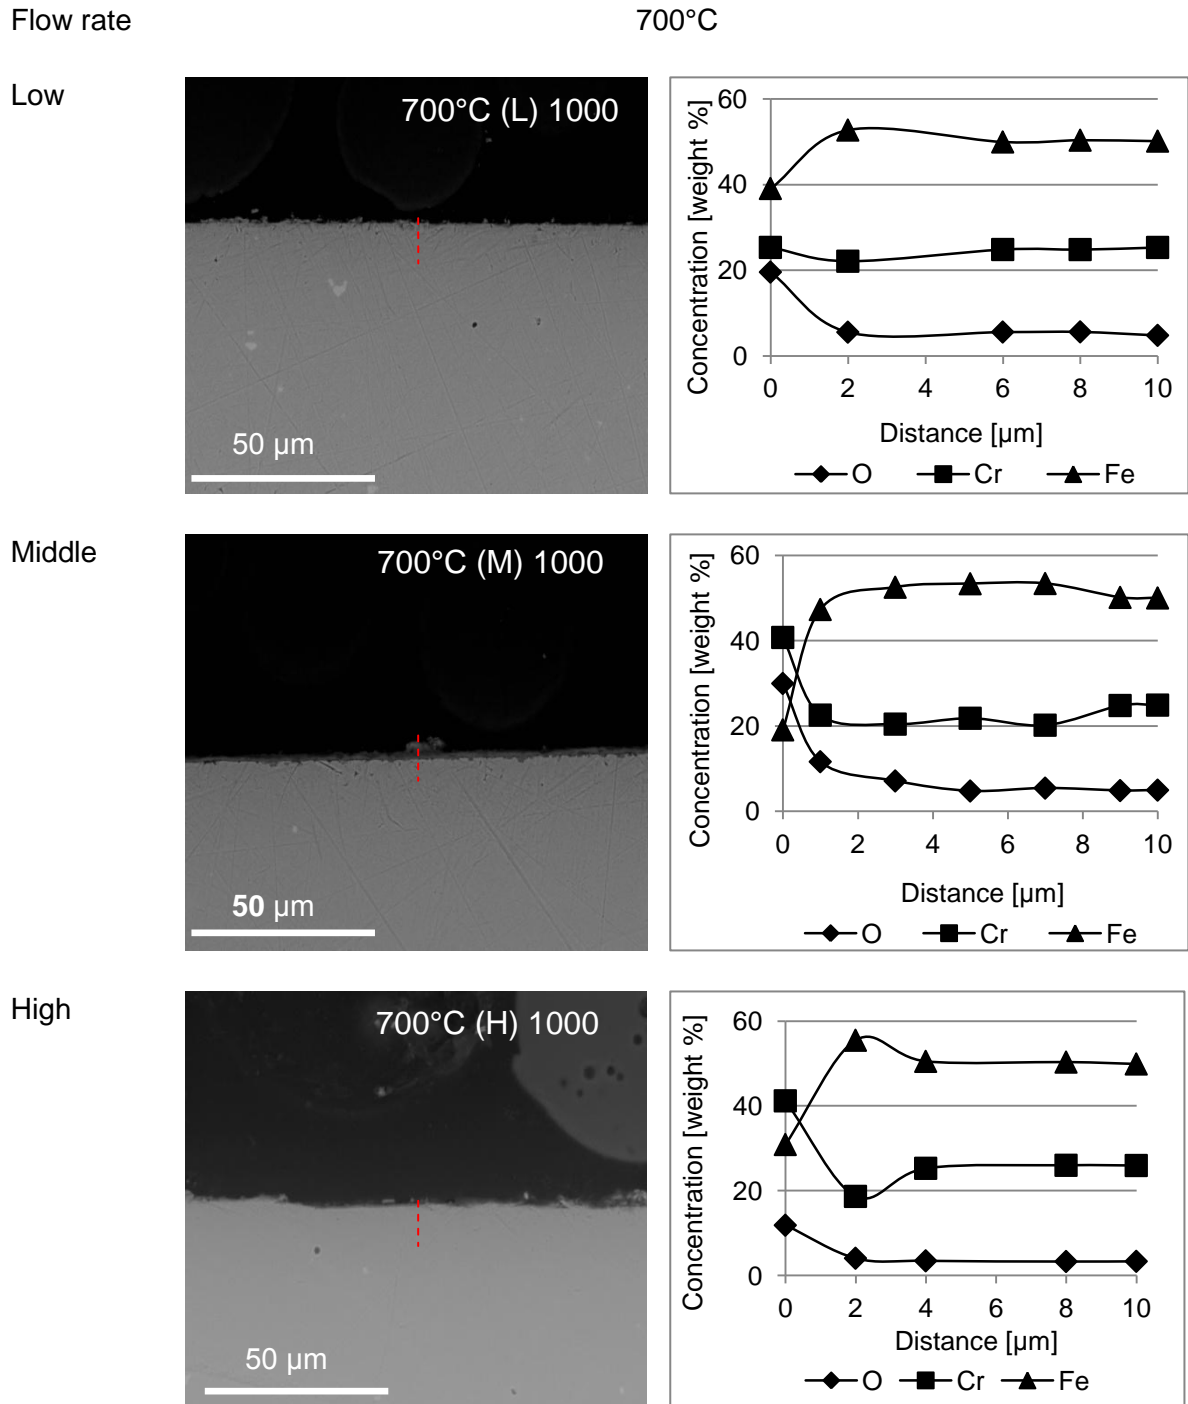 Flow rate 700°C
Low
700°C (L) 1000
50 µm
Concentration [weight %]
60
40
20
0
0 2 4 6 8 10
Distance [µm]
O Cr Fe
Middle
700°C (M) 1000
50 µm
Concentration [weight %]
60
40
20
0
0 2 4 6 8 10
Distance [µm]
O Cr Fe
High
700°C (H) 1000
50 µm
Concentration [weight %]
60
40
20
0
0 2 4 6 8 10
Distance [µm]
O Cr Fe